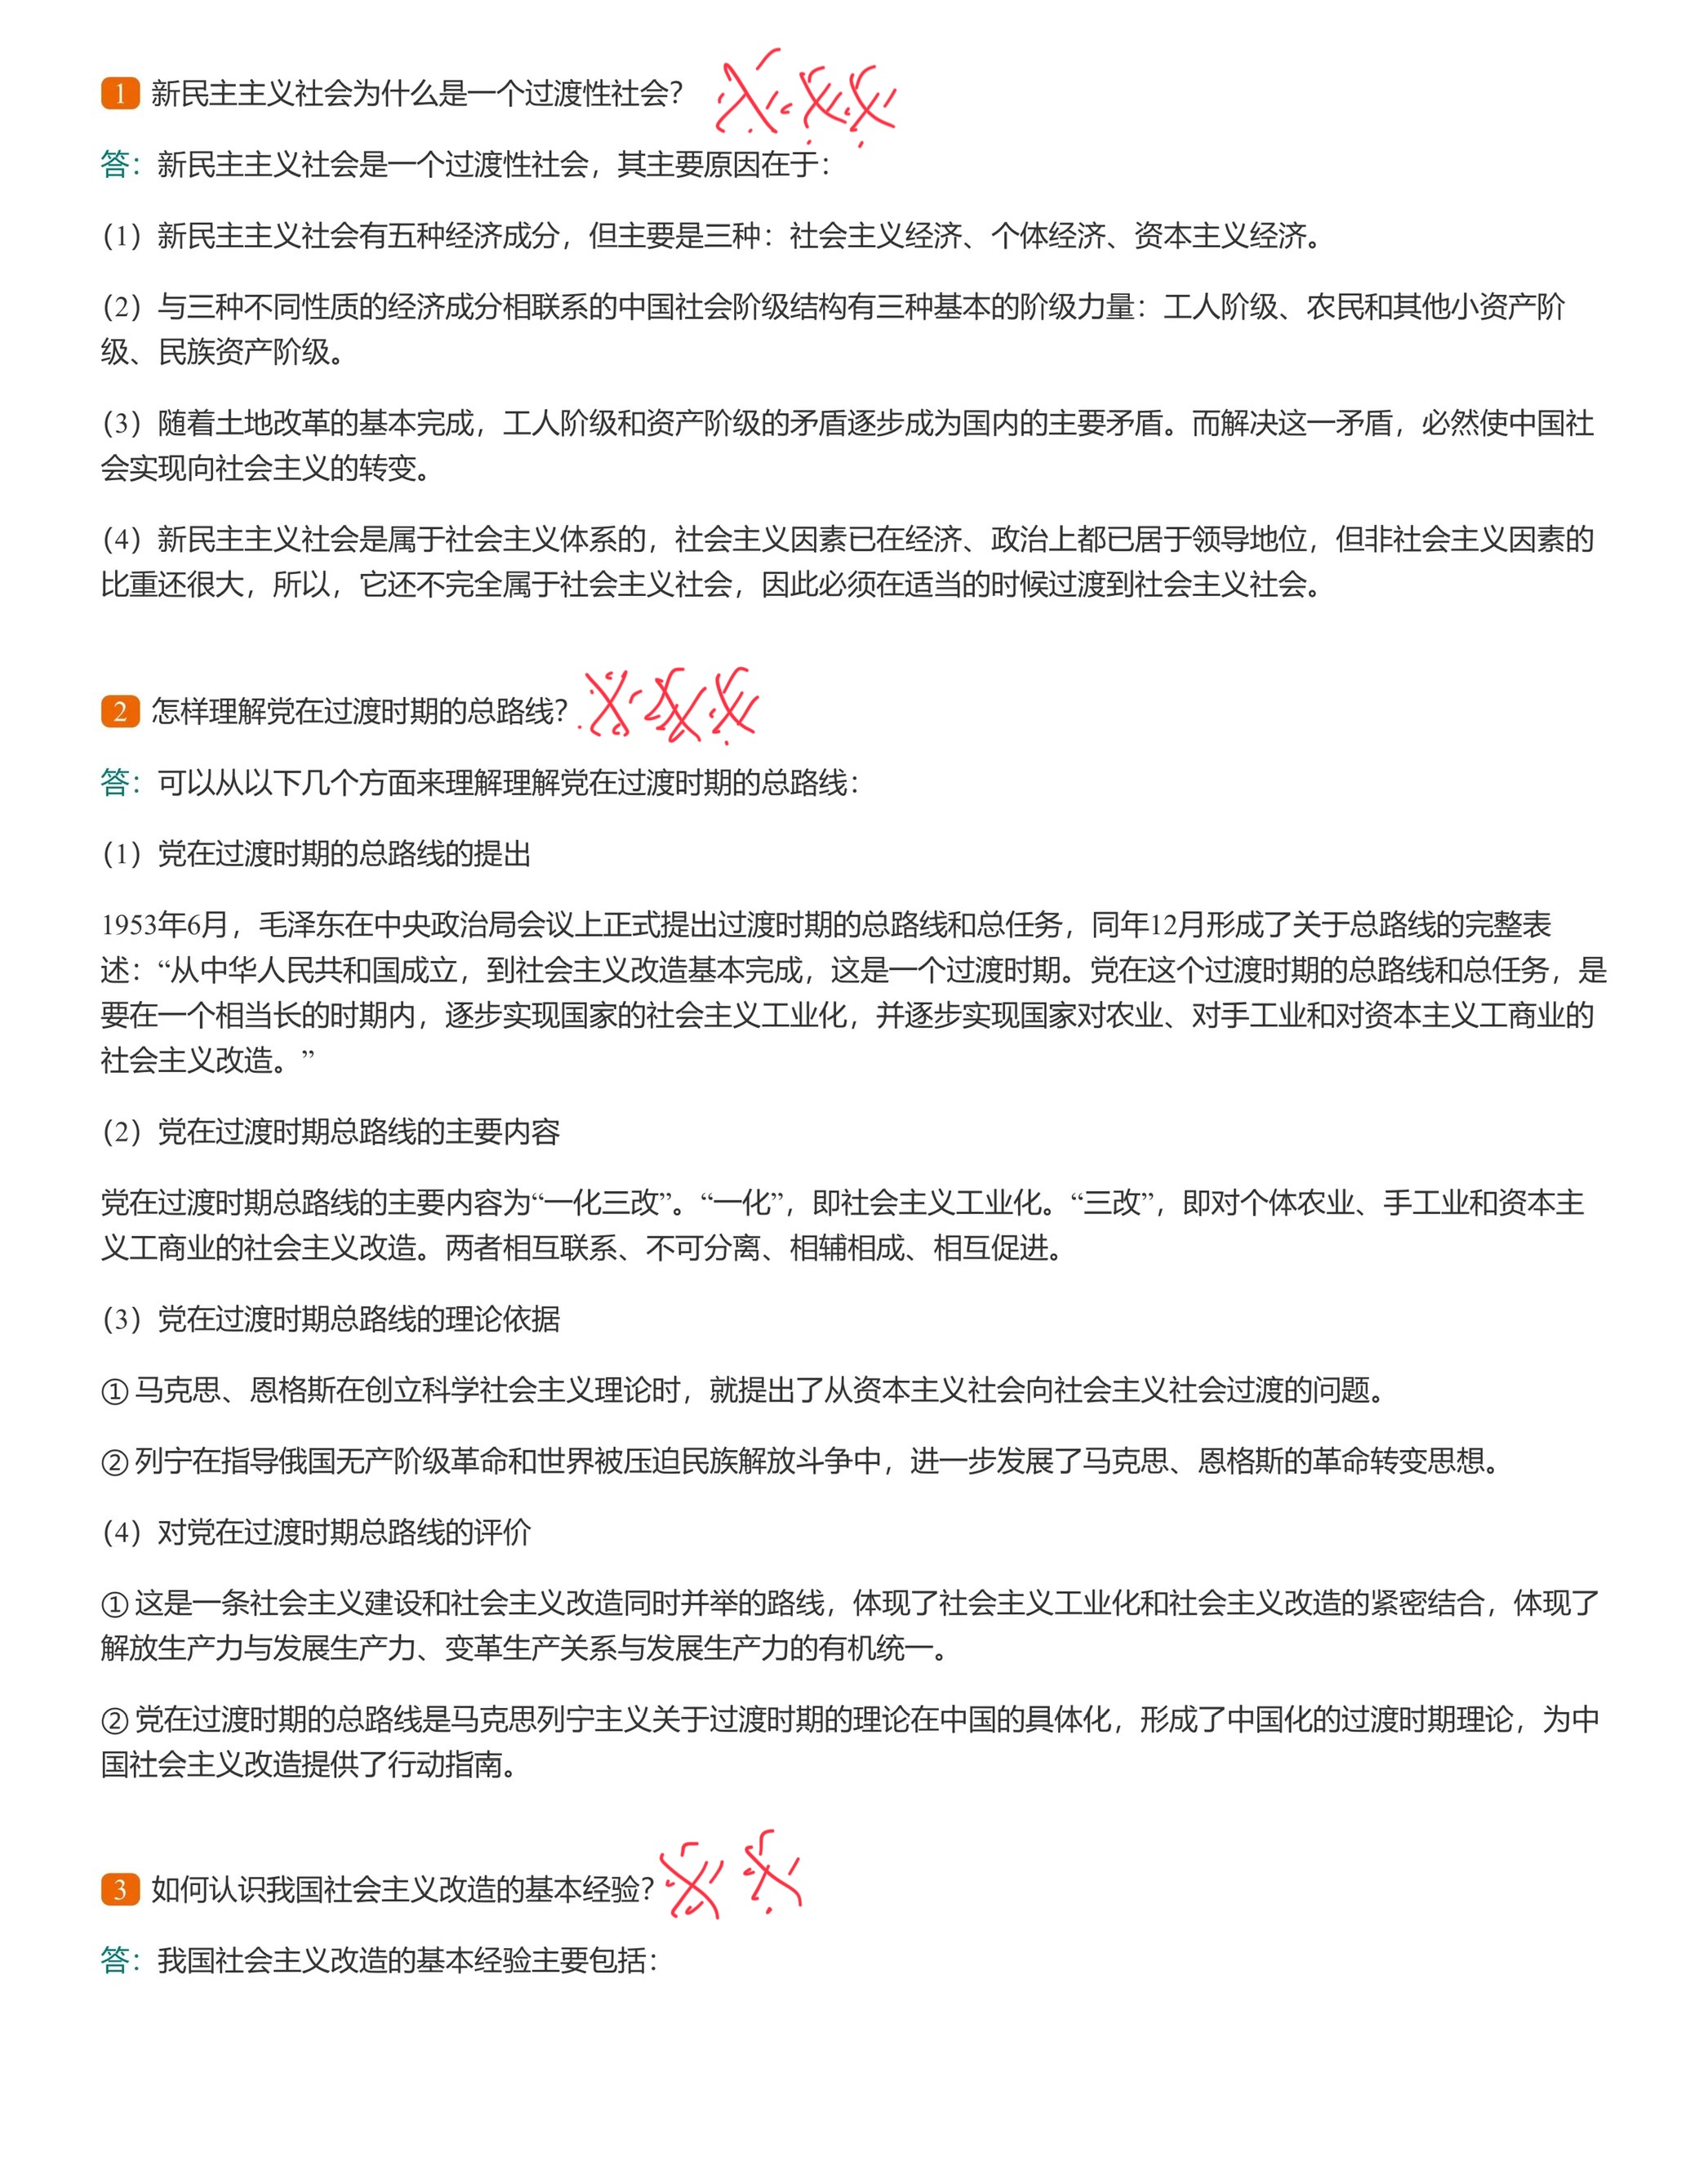 1 新民主主义社会为什么是一个过渡性社会?
答：新民主主义社会是一个过渡性社会，其主要原因在于：
（1）新民主主义社会有五种经济成分，但主要是三种：社会主义经济、个体经济、资本主义经济。
（2）与三种不同性质的经济成分相联系的中国社会阶级结构有三种基本的阶级力量：工人阶级、农民和其他小资产阶
级、民族资产阶级。
（3）随着土地改革的基本完成，工人阶级和资产阶级的矛盾逐步成为国内的主要矛盾。而解决这一矛盾，必然使中国社
会实现向社会主义的转变。
（4）新民主主义社会是属于社会主义体系的，社会主义因素已在经济、政治上都已居于领导地位，但非社会主义因素的
比重还很大，所以，它还不完全属于社会主义社会，因此必须在适当的时候过渡到社会主义社会。
2 怎样理解党在过渡时期的总路线?
答：可以从以下几个方面来理解理解党在过渡时期的总路线：
（1）党在过渡时期的总路线的提出
1953年6月，毛泽东在中央政治局会议上正式提出过渡时期的总路线和总任务，同年12月形成了关于总路线的完整表
述：“从中华人民共和国成立，到社会主义改造基本完成，这是一个过渡时期。党在这个过渡时期的总路线和总任务，是
要在一个相当长的时期内，逐步实现国家的社会主义工业化，并逐步实现国家对农业、对手工业和对资本主义工商业的
社会主义改造。”
（2）党在过渡时期总路线的主要内容
党在过渡时期总路线的主要内容为“一化三改”。“一化”，即社会主义工业化。“三改”，即对个体农业、手工业和资本主
义工商业的社会主义改造。两者相互联系、不可分离、相辅相成、相互促进。
（3）党在过渡时期总路线的理论依据
① 马克思、恩格斯在创立科学社会主义理论时，就提出了从资本主义社会向社会主义社会过渡的问题。
② 列宁在指导俄国无产阶级革命和世界被压迫民族解放斗争中，进一步发展了马克思、恩格斯的革命转变思想。
（4）对党在过渡时期总路线的评价
① 这是一条社会主义建设和社会主义改造同时并举的路线，体现了社会主义工业化和社会主义改造的紧密结合，体现了
解放生产力与发展生产力、变革生产关系与发展生产力的有机统一。
② 党在过渡时期的总路线是马克思列宁主义关于过渡时期的理论在中国的具体化，形成了中国化的过渡时期理论，为中
国社会主义改造提供了行动指南。
3 如何认识我国社会主义改造的基本经验?
答：我国社会主义改造的基本经验主要包括：